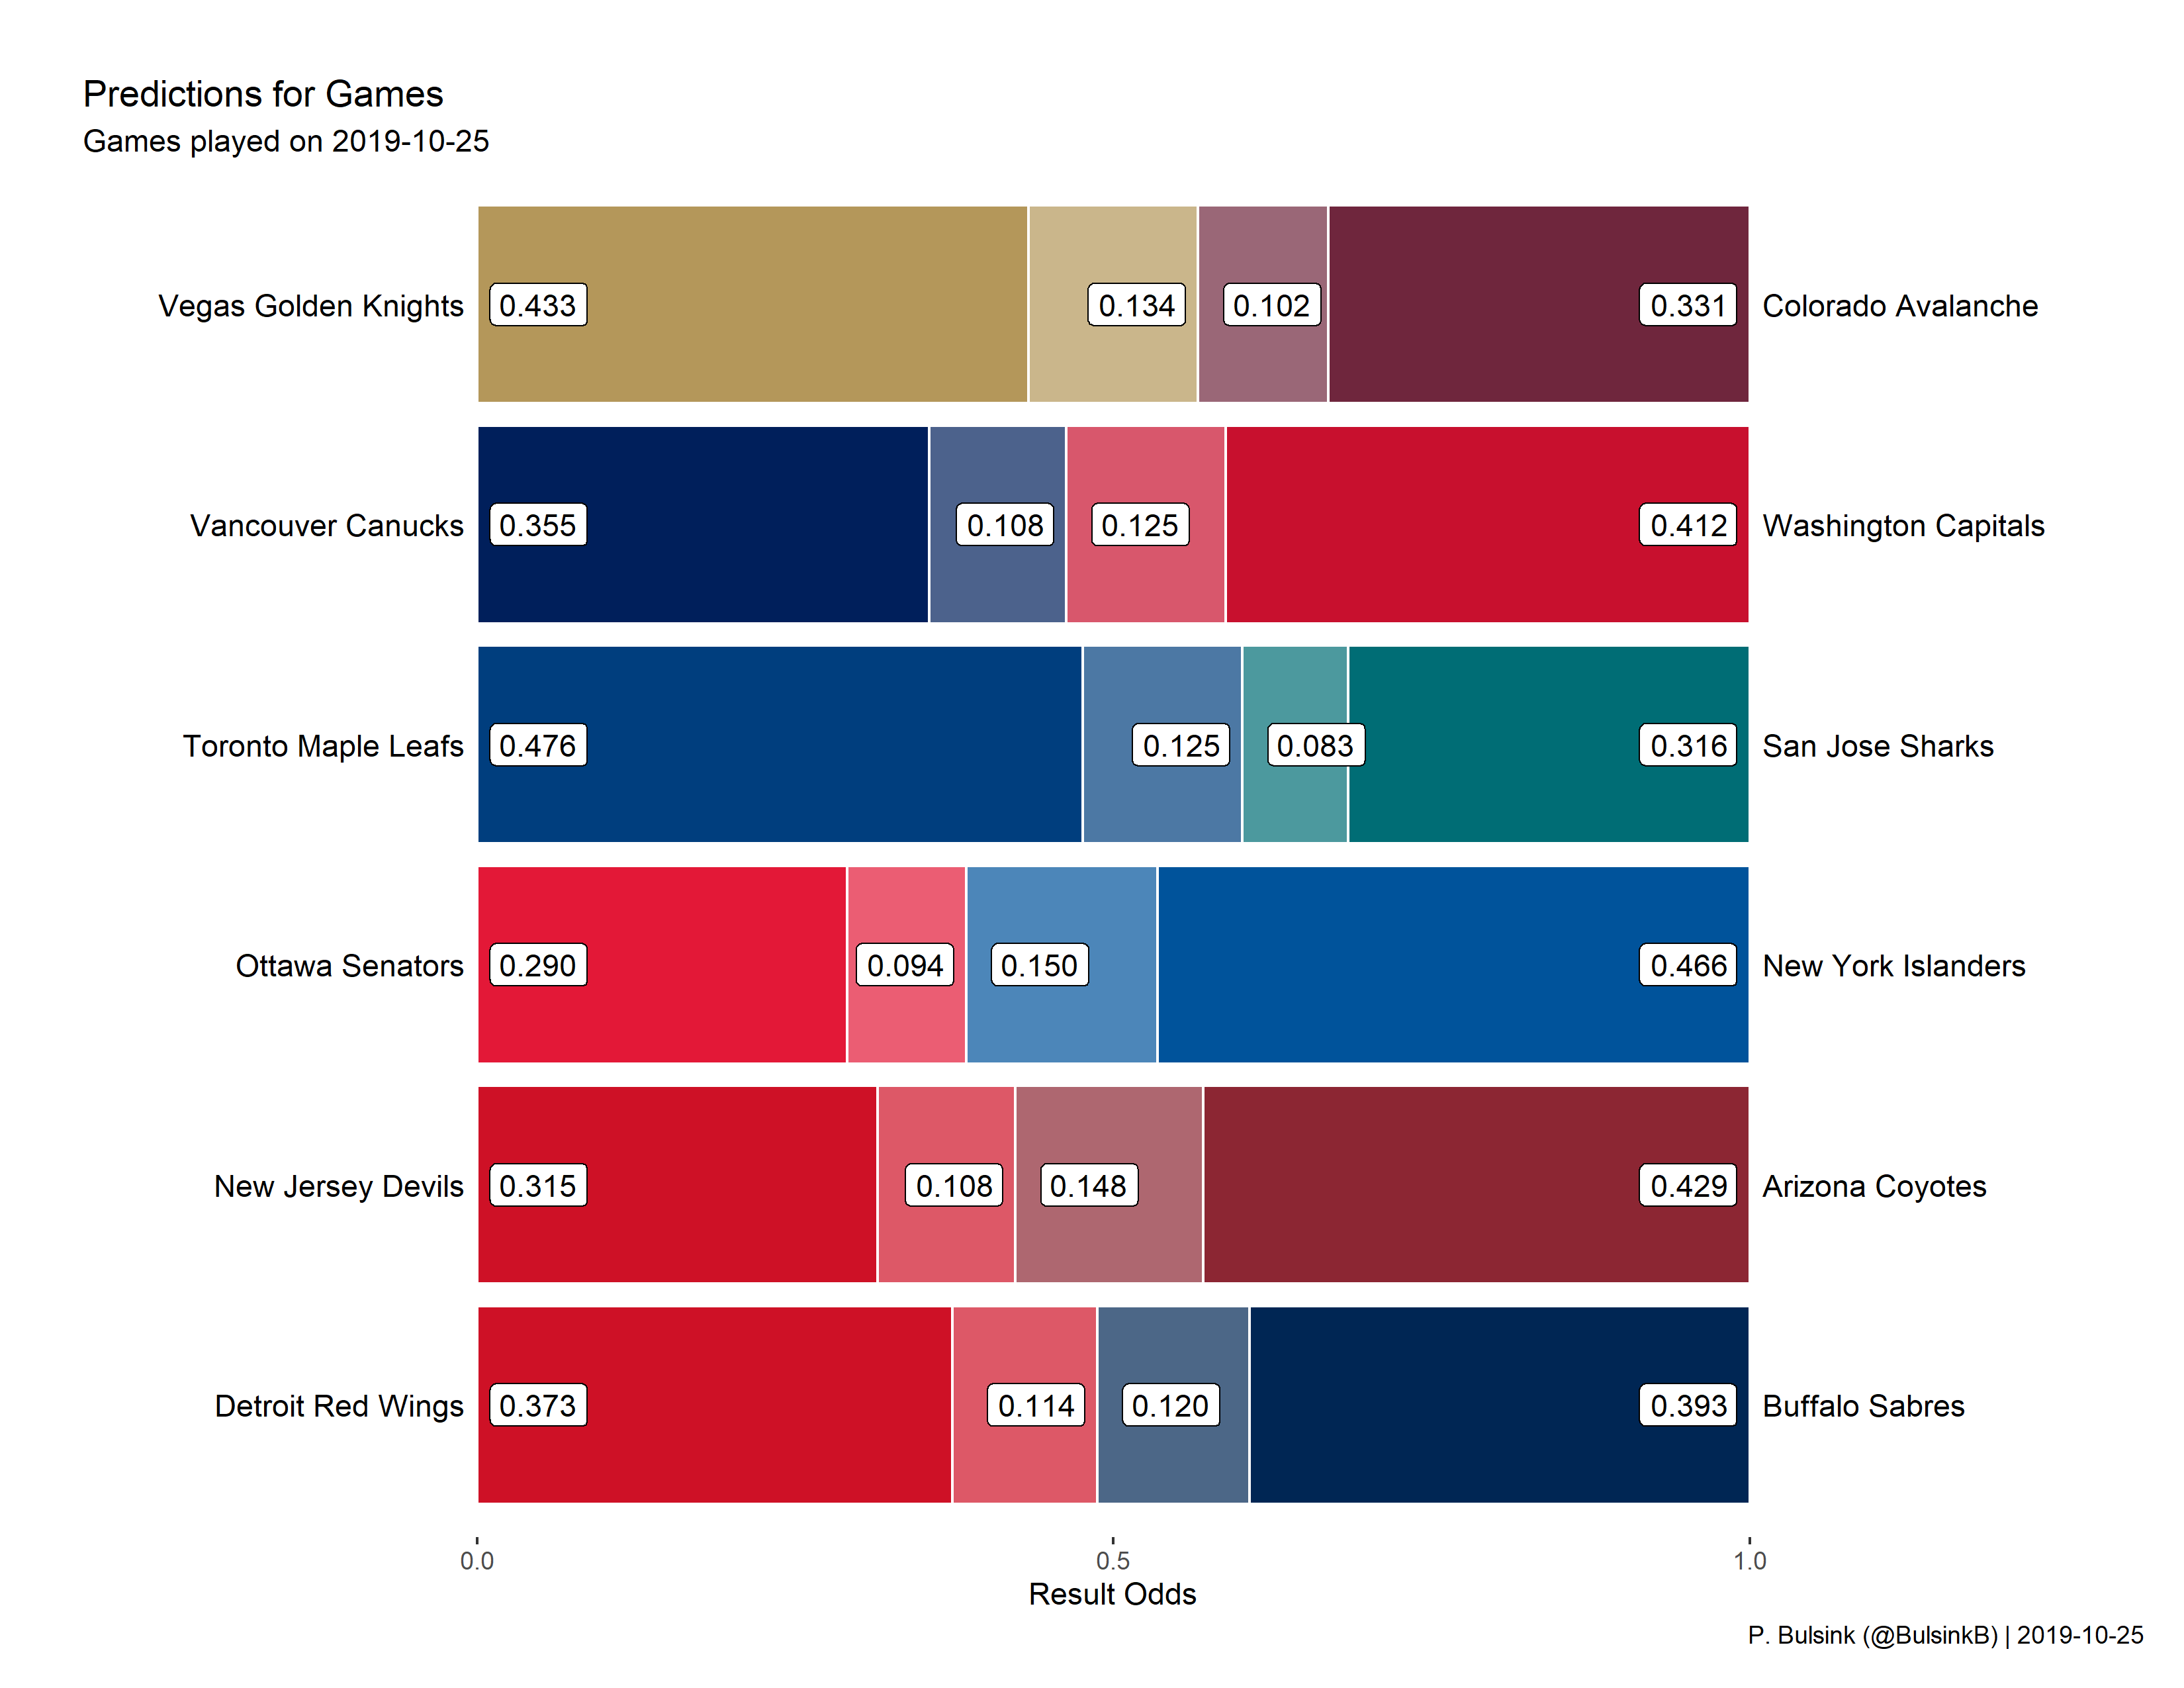 Predictions for Games
Games played on 2019-10-25
Vegas Golden Knights 0.433 0.134 0.102 0.331 Colorado Avalanche
Vancouver Canucks 0.355 0.108 0.125 0.412 Washington Capitals
Toronto Maple Leafs 0.476 0.125 0.083 0.316 San Jose Sharks
Ottawa Senators 0.290 0.094 0.150 0.466 New York Islanders
New Jersey Devils 0.315 0.108 0.148 0.429 Arizona Coyotes
Detroit Red Wings 0.373 0.114 0.120 0.393 Buffalo Sabres
0.0 0.5 1.0
Result Odds
P. Bulsink (@BulsinkB) | 2019-10-25